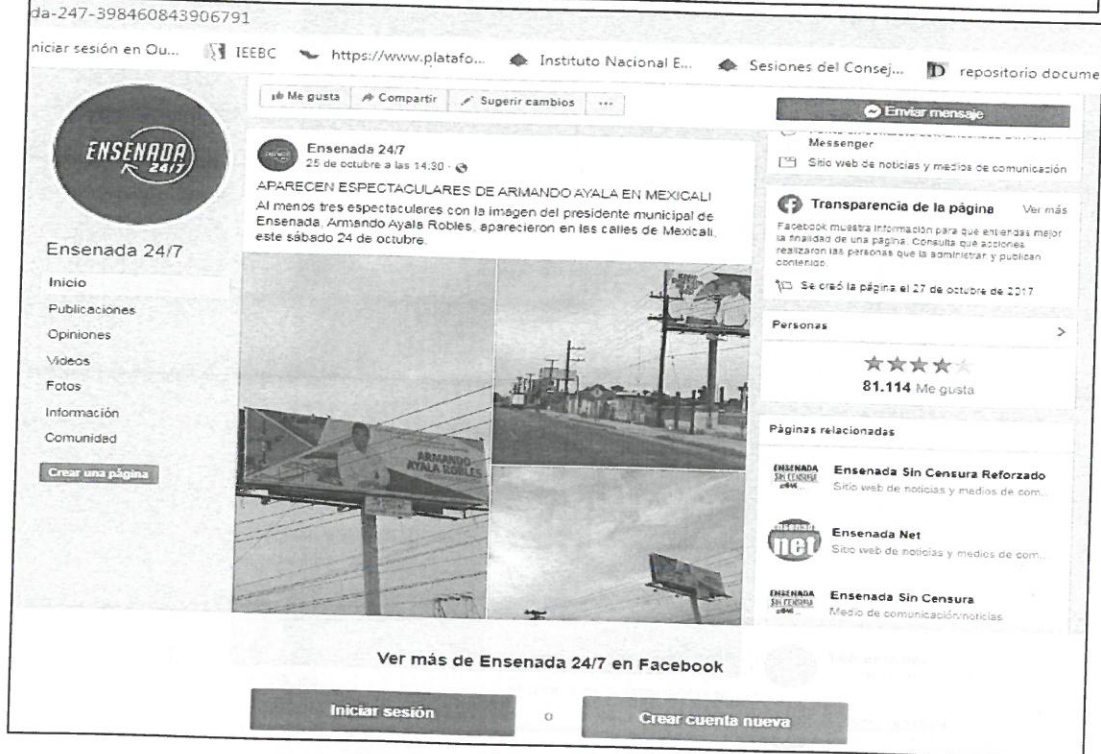 da-247-398460843906791
niciar sesión en Ou... IEEBC https://www.platafo... Instituto Nacional E... Sesiones del Consej... repositorio docume
ENSENADA
24/7
Ensenada 24/7
Inicio
Publicaciones
Opiniones
Videos
Fotos
Información
Comunidad
Crear una página
Me gusta Compartir Sugerir cambios ...
Ensenada 24/7
25 de octubre a las 14:30
APARECEN ESPECTACULARES DE ARMANDO AYALA EN MEXICALI
Al menos tres espectaculares con la imagen del presidente municipal de
Ensenada, Armando Ayala Robles, aparecieron en las calles de Mexicali,
este sábado 24 de octubre.
ARMANDO
AYALA ROBLES
Enviar mensaje
Messenger
Sitio web de noticias y medios de comunicación
Transparencia de la página Ver más
Facebook muestra información para que entiendas mejor
la finalidad de una página. Consulta qué acciones
realizaron las personas que la administran y publican
contenido.
Se creó la página el 27 de octubre de 2017
Personas >
81.114 Me gusta
Páginas relacionadas
ENSENADA
SIN CENSURA
Ensenada Sin Censura Reforzado
Sitio web de noticias y medios de com...
ensenada
net
Ensenada Net
Sitio web de noticias y medios de com...
ENSENADA
SIN CENSURA
Ensenada Sin Censura
Medio de comunicación/noticias
Ver más de Ensenada 24/7 en Facebook
Iniciar sesión o Crear cuenta nueva